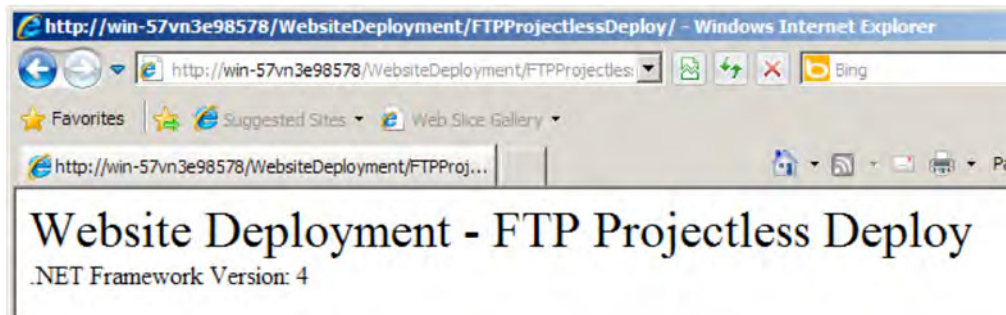 http://win-57vn3e98578/WebsiteDeployment/FTPProjectlessDeploy/ - Windows Internet Explorer
http://win-57vn3e98578/WebsiteDeployment/FTPProjectles: Bing
Favorites Suggested Sites Web Slice Gallery
http://win-57vn3e98578/WebsiteDeployment/FTPProj... Pa
Website Deployment - FTP Projectless Deploy
.NET Framework Version: 4